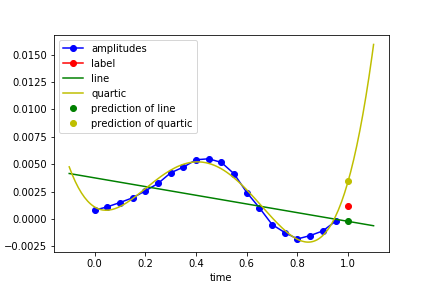 0.0150
0.0125
0.0100
0.0075
0.0050
0.0025
0.0000
−0.0025
amplitudes
label
line
quartic
prediction of line
prediction of quartic
0.0 0.2 0.4 0.6 0.8 1.0
time